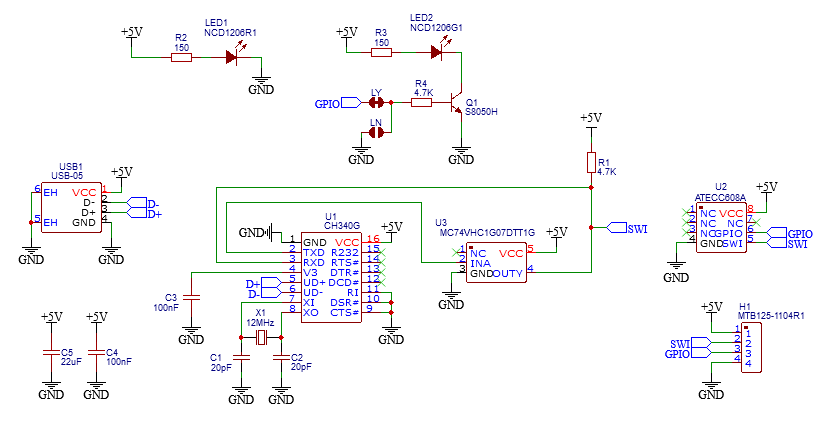 LED1
NCD1206R1
+5V
R2
150
GND
LED2
NCD1206G1
+5V
R3
150
LY
GPIO
R4
4.7K
Q1
S8050H
LN
GND
GND
+5V
R1
4.7K
SWI
USB1
USB-05
+5V
6 EH VCC 1
D- 2 D-
D+ 3 D+
5 EH GND 4
GND
GND
U1
CH340G
+5V
GND 1 GND VCC 16
2 TXD R232 15
3 RXD RTS# 14
4 V3 DTR# 13
D+ 5 UD+ DCD# 12
D- 6 UD- RI 11
7 XI DSR# 10
8 XO CTS# 9
GND
C3
100nF
GND
X1
12MHz
C1
20pF
C2
20pF
GND
GND
U3
MC74VHC1G07DTT1G
+5V
1 NC VCC 5
2 INA
3 GND OUTY 4
GND
U2
ATECC608A
+5V
1 NC VCC 8
2 NC NC 7
3 NC GPIO 6 GPIO
4 GND SWI 5 SWI
GND
+5V
C5
22uF
GND
+5V
C4
100nF
GND
H1
MTB125-1104R1
+5V
1 1
SWI 2 2
GPIO 3 3
4 4
GND